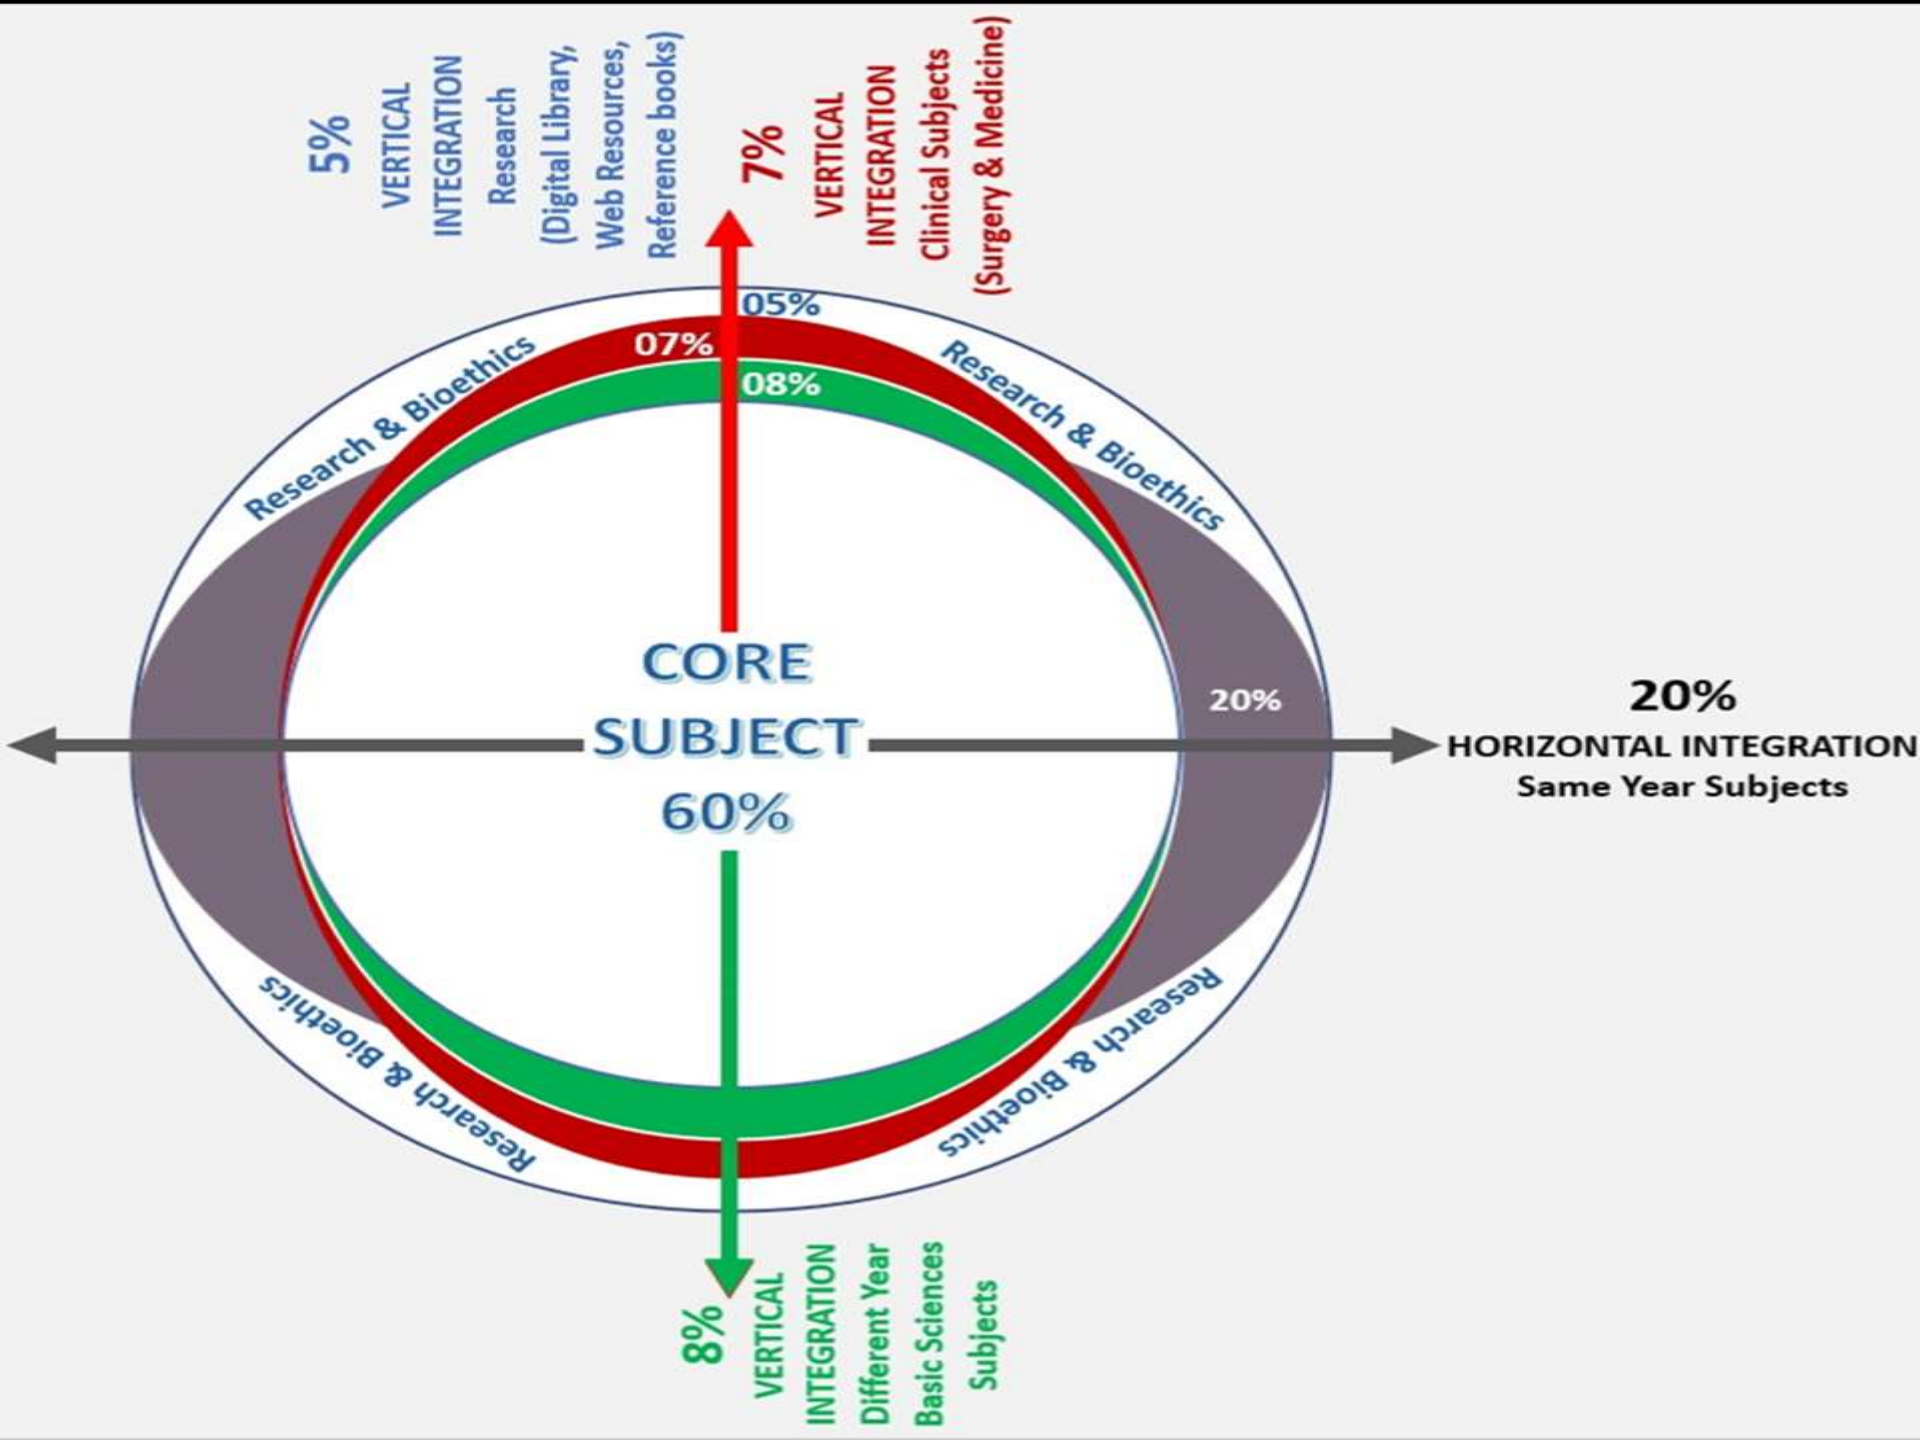 5%
VERTICAL
INTEGRATION
Research
(Digital Library,
Web Resources,
Reference books)
7%
VERTICAL
INTEGRATION
Clinical Subjects
(Surgery & Medicine)
05%
07%
08%
Research & Bioethics
Research & Bioethics
CORE
SUBJECT
60%
20%
20%
HORIZONTAL INTEGRATION
Same Year Subjects
Research & Bioethics
Research & Bioethics
8%
VERTICAL
INTEGRATION
Different Year
Basic Sciences
Subjects